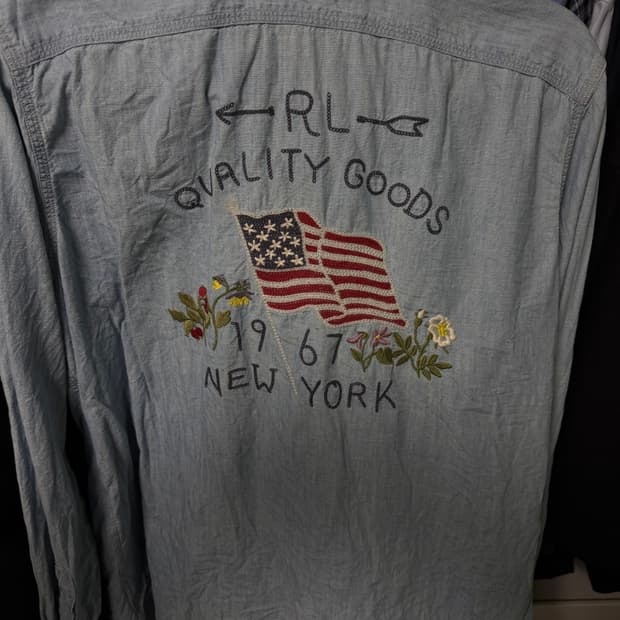 RL
QUALITY GOODS
19 67
NEW YORK